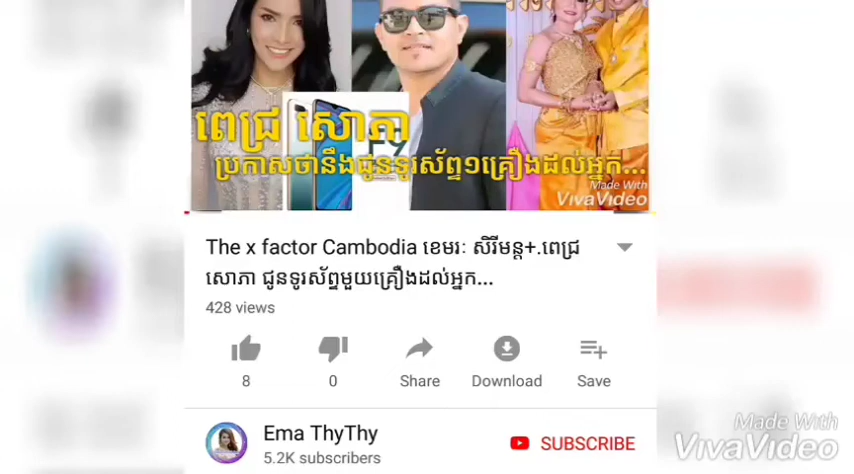 ពេជ្រ សោភា
ប្រកាសថានឹងជូនទូរស័ព្ទ១គ្រឿងដល់អ្នក...
Made With
VivaVideo
The x factor Cambodia ខេមរៈ សិរីមន្ត+.ពេជ្រ
សោភា ជូនទូរស័ព្ទមួយគ្រឿងដល់អ្នក...
428 views
8
0
Share
Download
Save
Ema ThyThy
5.2K subscribers
SUBSCRIBE
Made With
VivaVideo